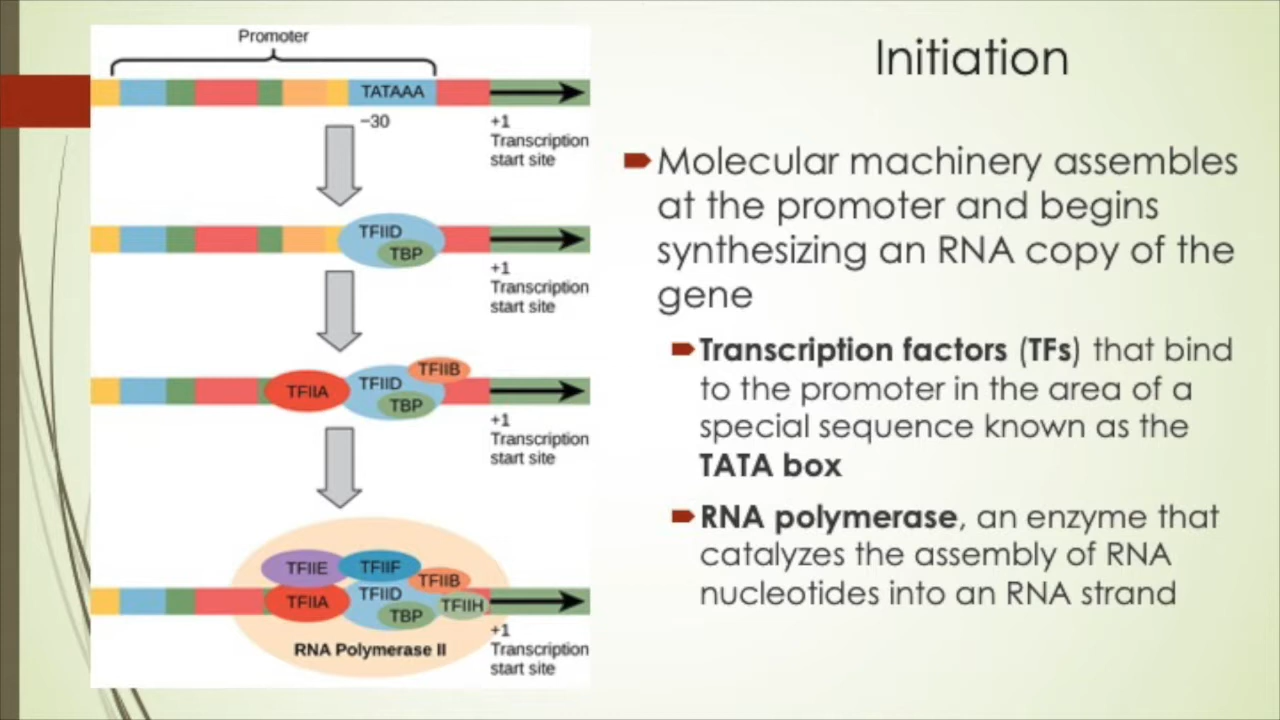 Promoter
TATAAA
−30
+1
Transcription
start site
TFIID
TBP
+1
Transcription
start site
TFIIA
TFIID
TFIIB
TBP
+1
Transcription
start site
TFIIE
TFIIF
TFIIB
TFIIA
TFIID
TFIIH
TBP
RNA Polymerase II
+1
Transcription
start site
Initiation
Molecular machinery assembles
at the promoter and begins
synthesizing an RNA copy of the
gene
Transcription factors (TFs) that bind
to the promoter in the area of a
special sequence known as the
TATA box
RNA polymerase, an enzyme that
catalyzes the assembly of RNA
nucleotides into an RNA strand